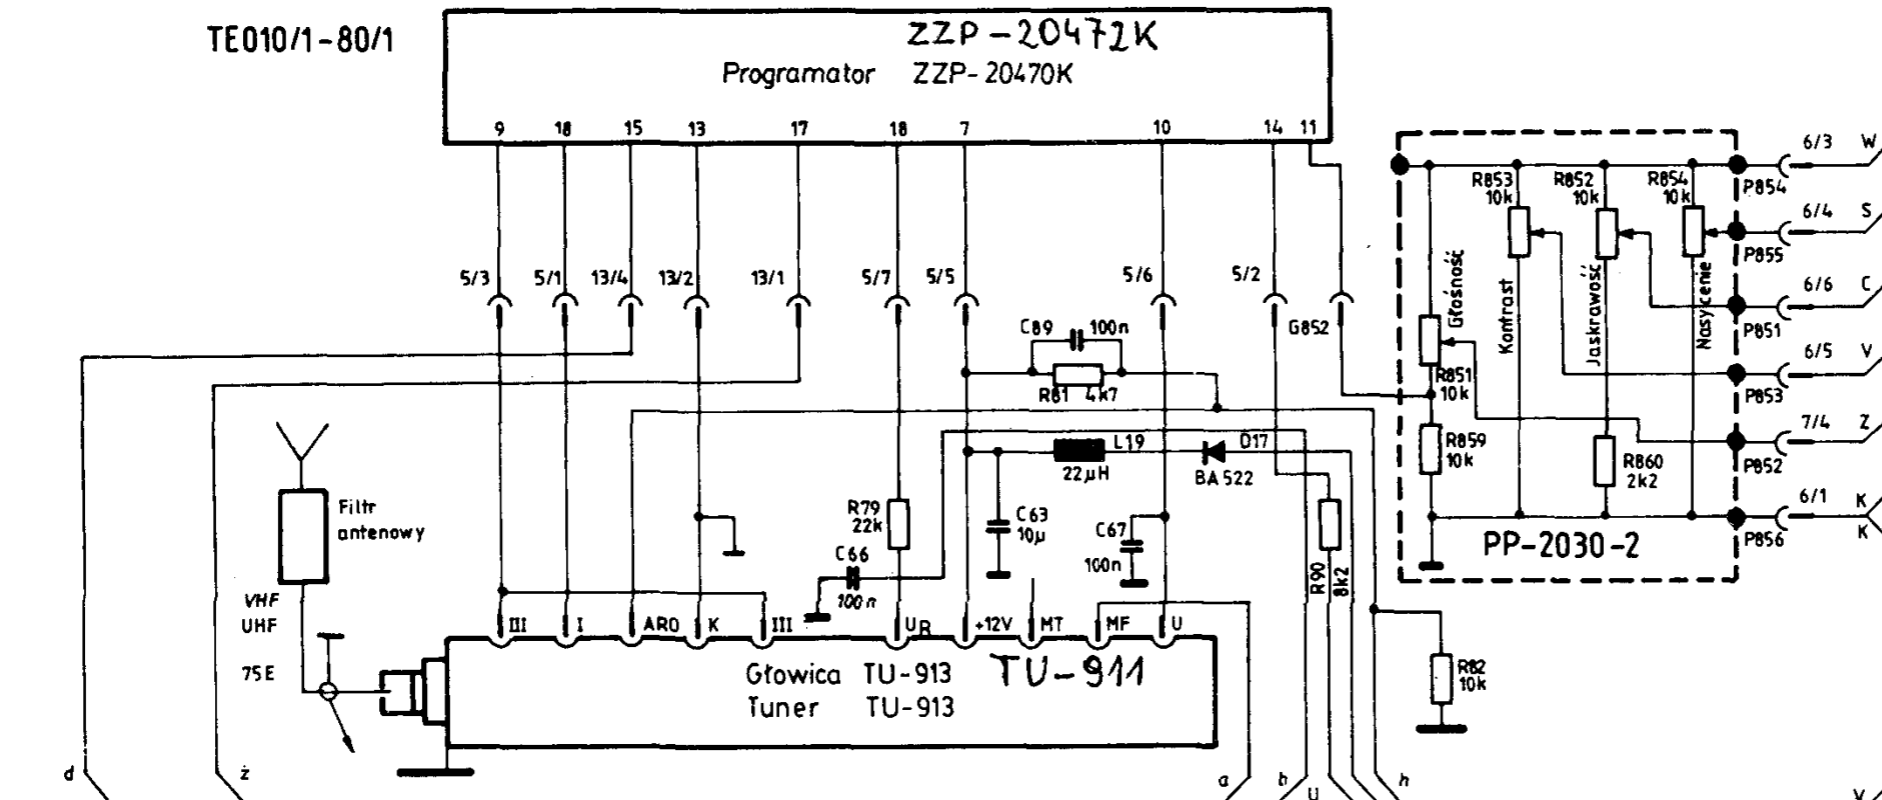 TE010/1-80/1
ZZP-20472K
Programator ZZP-20470K
9 18 15 13 17 18 7 10 14 11
5/3 5/1 13/4 13/2 13/1 5/7 5/5 5/6 5/2
G852
C89 100n
R81 4k7
L19
22µH
D17
BA 522
R79
22k
C66
100n
C63
10µ
C67
100n
R90
8k2
Filtr
antenowy
VHF
UHF
75E
III I ARO K III UR +12V MT MF U
Głowica TU-913 TU-911
Tuner TU-913
R82
10k
R853
10k
R852
10k
R854
10k
Głośność
Kontrast
Jaskrawość
Nasycenie
R851
10k
R859
10k
R860
2k2
PP-2030-2
6/3 W
P854
6/4 S
P855
6/6 C
P851
6/5 V
P853
7/4 Z
P852
6/1 K
K
P856
d ż a b U h